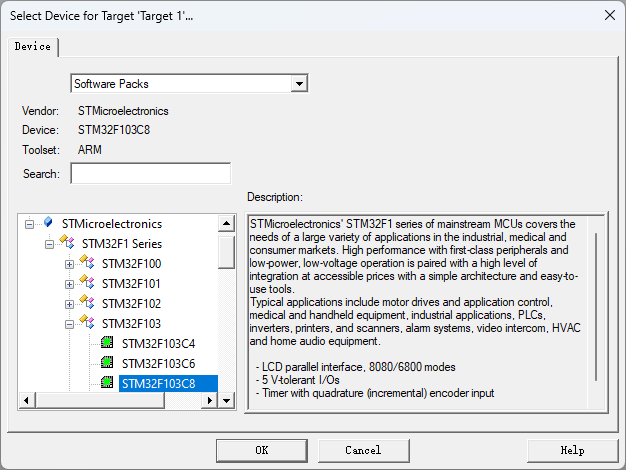 Select Device for Target 'Target 1'...
Device
Software Packs
Vendor: STMicroelectronics
Device: STM32F103C8
Toolset: ARM
Search:
Description:
STMicroelectronics
STM32F1 Series
STM32F100
STM32F101
STM32F102
STM32F103
STM32F103C4
STM32F103C6
STM32F103C8
STMicroelectronics' STM32F1 series of mainstream MCUs covers the
needs of a large variety of applications in the industrial, medical and
consumer markets. High performance with first-class peripherals and
low-power, low-voltage operation is paired with a high level of
integration at accessible prices with a simple architecture and easy-to-
use tools.
Typical applications include motor drives and application control,
medical and handheld equipment, industrial applications, PLCs,
inverters, printers, and scanners, alarm systems, video intercom, HVAC
and home audio equipment.
- LCD parallel interface, 8080/6800 modes
- 5 V-tolerant I/Os
- Timer with quadrature (incremental) encoder input
OK
Cancel
Help